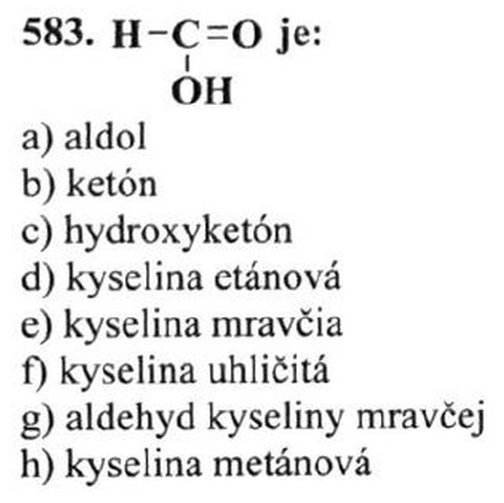 583. H-C=O je:
OH
a) aldol
b) ketón
c) hydroxyketón
d) kyselina etánová
e) kyselina mravčia
f) kyselina uhličitá
g) aldehyd kyseliny mravčej
h) kyselina metánová